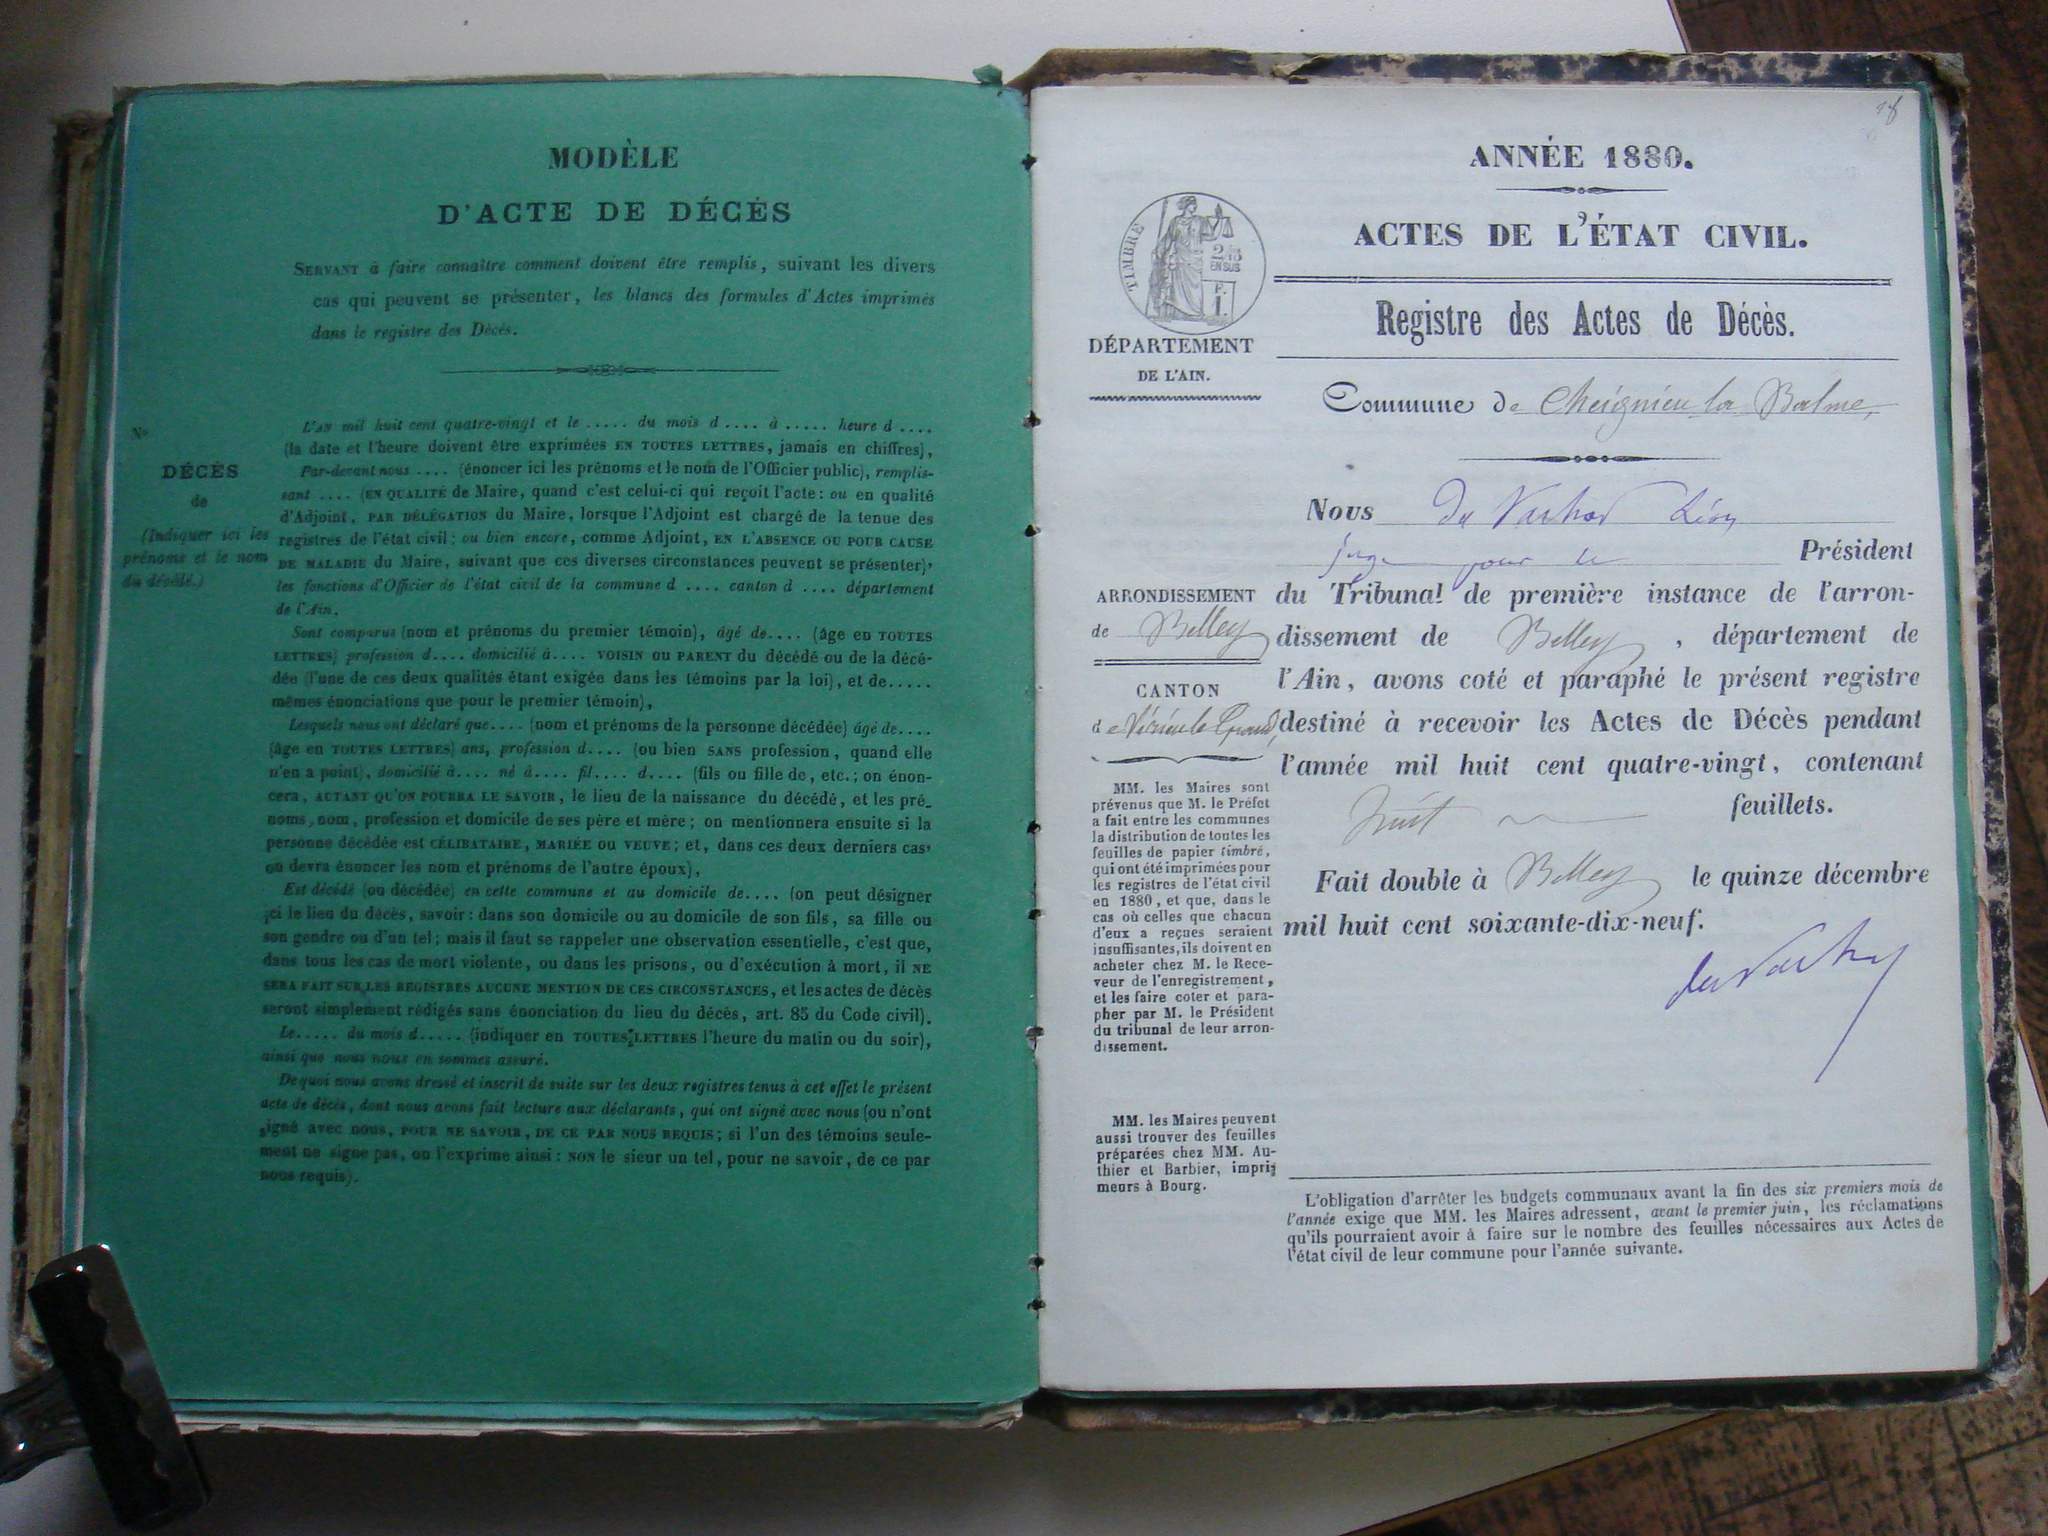 MODÈLE
D'ACTE DE DÉCÈS
SERVANT à faire connaître comment doivent être remplis, suivant les divers
cas qui peuvent se présenter, les blancs des formules d'Actes imprimés
dans le registre des Décès.
No
DÉCÈS
de
(Indiquer ici les
prénoms et le nom
du décédé.)
L'AN mil huit cent quatre-vingt et le ..... du mois d .... à ..... heure d ....
(la date et l'heure doivent être exprimées EN TOUTES LETTRES, jamais en chiffres),
Par-devant nous .... (énoncer ici les prénoms et le nom de l'Officier public), remplis-
sant .... (EN QUALITÉ de Maire, quand c'est celui-ci qui reçoit l'acte: ou en qualité
d'Adjoint, PAR DÉLÉGATION du Maire, lorsque l'Adjoint est chargé de la tenue des
registres de l'état civil; ou bien encore, comme Adjoint, EN L'ABSENCE OU POUR CAUSE
DE MALADIE du Maire, suivant que ces diverses circonstances peuvent se présenter),
les fonctions d'Officier de l'état civil de la commune d .... canton d .... département
de l'Ain.
Sont comparus (nom et prénoms du premier témoin), âgé de.... (âge en TOUTES
LETTRES) profession d.... domicilié à.... VOISIN ou PARENT du décédé ou de la décé-
dée (l'une de ces deux qualités étant exigée dans les témoins par la loi), et de.....
mêmes énonciations que pour le premier témoin),
Lesquels nous ont déclaré que.... (nom et prénoms de la personne décédée) âgé de....
(âge en TOUTES LETTRES) ans, profession d.... (ou bien SANS profession, quand elle
n'en a point), domicilié à.... né à.... fil.... d.... (fils ou fille de, etc.; on énon-
cera, AUTANT QU'ON POURRA LE SAVOIR, le lieu de la naissance du décédé, et les pré-
noms, nom, profession et domicile de ses père et mère; on mentionnera ensuite si la
personne décédée est CÉLIBATAIRE, MARIÉE ou VEUVE; et, dans ces deux derniers cas,
on devra énoncer les nom et prénoms de l'autre époux),
Est décédé (ou décédée) en cette commune et au domicile de.... (on peut désigner
ici le lieu du décès, savoir: dans son domicile ou au domicile de son fils, sa fille ou
son gendre ou d'un tel; mais il faut se rappeler une observation essentielle, c'est que,
dans tous les cas de mort violente, ou dans les prisons, ou d'exécution à mort, il NE
SERA FAIT SUR LES REGISTRES AUCUNE MENTION DE CES CIRCONSTANCES, et les actes de décès
seront simplement rédigés sans énonciation du lieu du décès, art. 85 du Code civil).
Le..... du mois d..... (indiquer en TOUTES LETTRES l'heure du matin ou du soir),
ainsi que nous nous en sommes assuré.
De quoi nous avons dressé et inscrit de suite sur les deux registres tenus à cet effet le présent
acte de décès, dont nous avons fait lecture aux déclarants, qui ont signé avec nous (ou n'ont
signé avec nous, POUR NE SAVOIR, DE CE PAR NOUS REQUIS; si l'un des témoins seule-
ment ne signe pas, on l'exprime ainsi: NON le sieur un tel, pour ne savoir, de ce par
nous requis).
ANNÉE 1880.
ACTES DE L'ÉTAT CIVIL.
Registre des Actes de Décès.
TIMBRE
EN SUS
F.
1.
DÉPARTEMENT
DE L'AIN.
Commune de Cheignieu la Balme,
Nous
juge pour le Président
du Tribunal de première instance de l'arron-
dissement de Belley, département de
l'Ain, avons coté et paraphé le présent registre
destiné à recevoir les Actes de Décès pendant
l'année mil huit cent quatre-vingt, contenant
huit feuillets.
Fait double à Belley le quinze décembre
mil huit cent soixante-dix-neuf.
ARRONDISSEMENT
de Belley
CANTON
de Virieu le Grand,
MM. les Maires sont
prévenus que M. le Préfet
a fait entre les communes
la distribution de toutes les
feuilles de papier timbré,
qui ont été imprimées pour
les registres de l'état civil
en 1880, et que, dans le
cas où celles que chacun
d'eux a reçues seraient
insuffisantes, ils doivent en
acheter chez M. le Rece-
veur de l'enregistrement,
et les faire coter et para-
pher par M. le Président
du tribunal de leur arron-
dissement.
MM. les Maires peuvent
aussi trouver des feuilles
préparées chez MM. Au-
thier et Barbier, impri-
meurs à Bourg.
L'obligation d'arrêter les budgets communaux avant la fin des six premiers mois de
l'année exige que MM. les Maires adressent, avant le premier juin, les réclamations
qu'ils pourraient avoir à faire sur le nombre des feuilles nécessaires aux Actes de
l'état civil de leur commune pour l'année suivante.